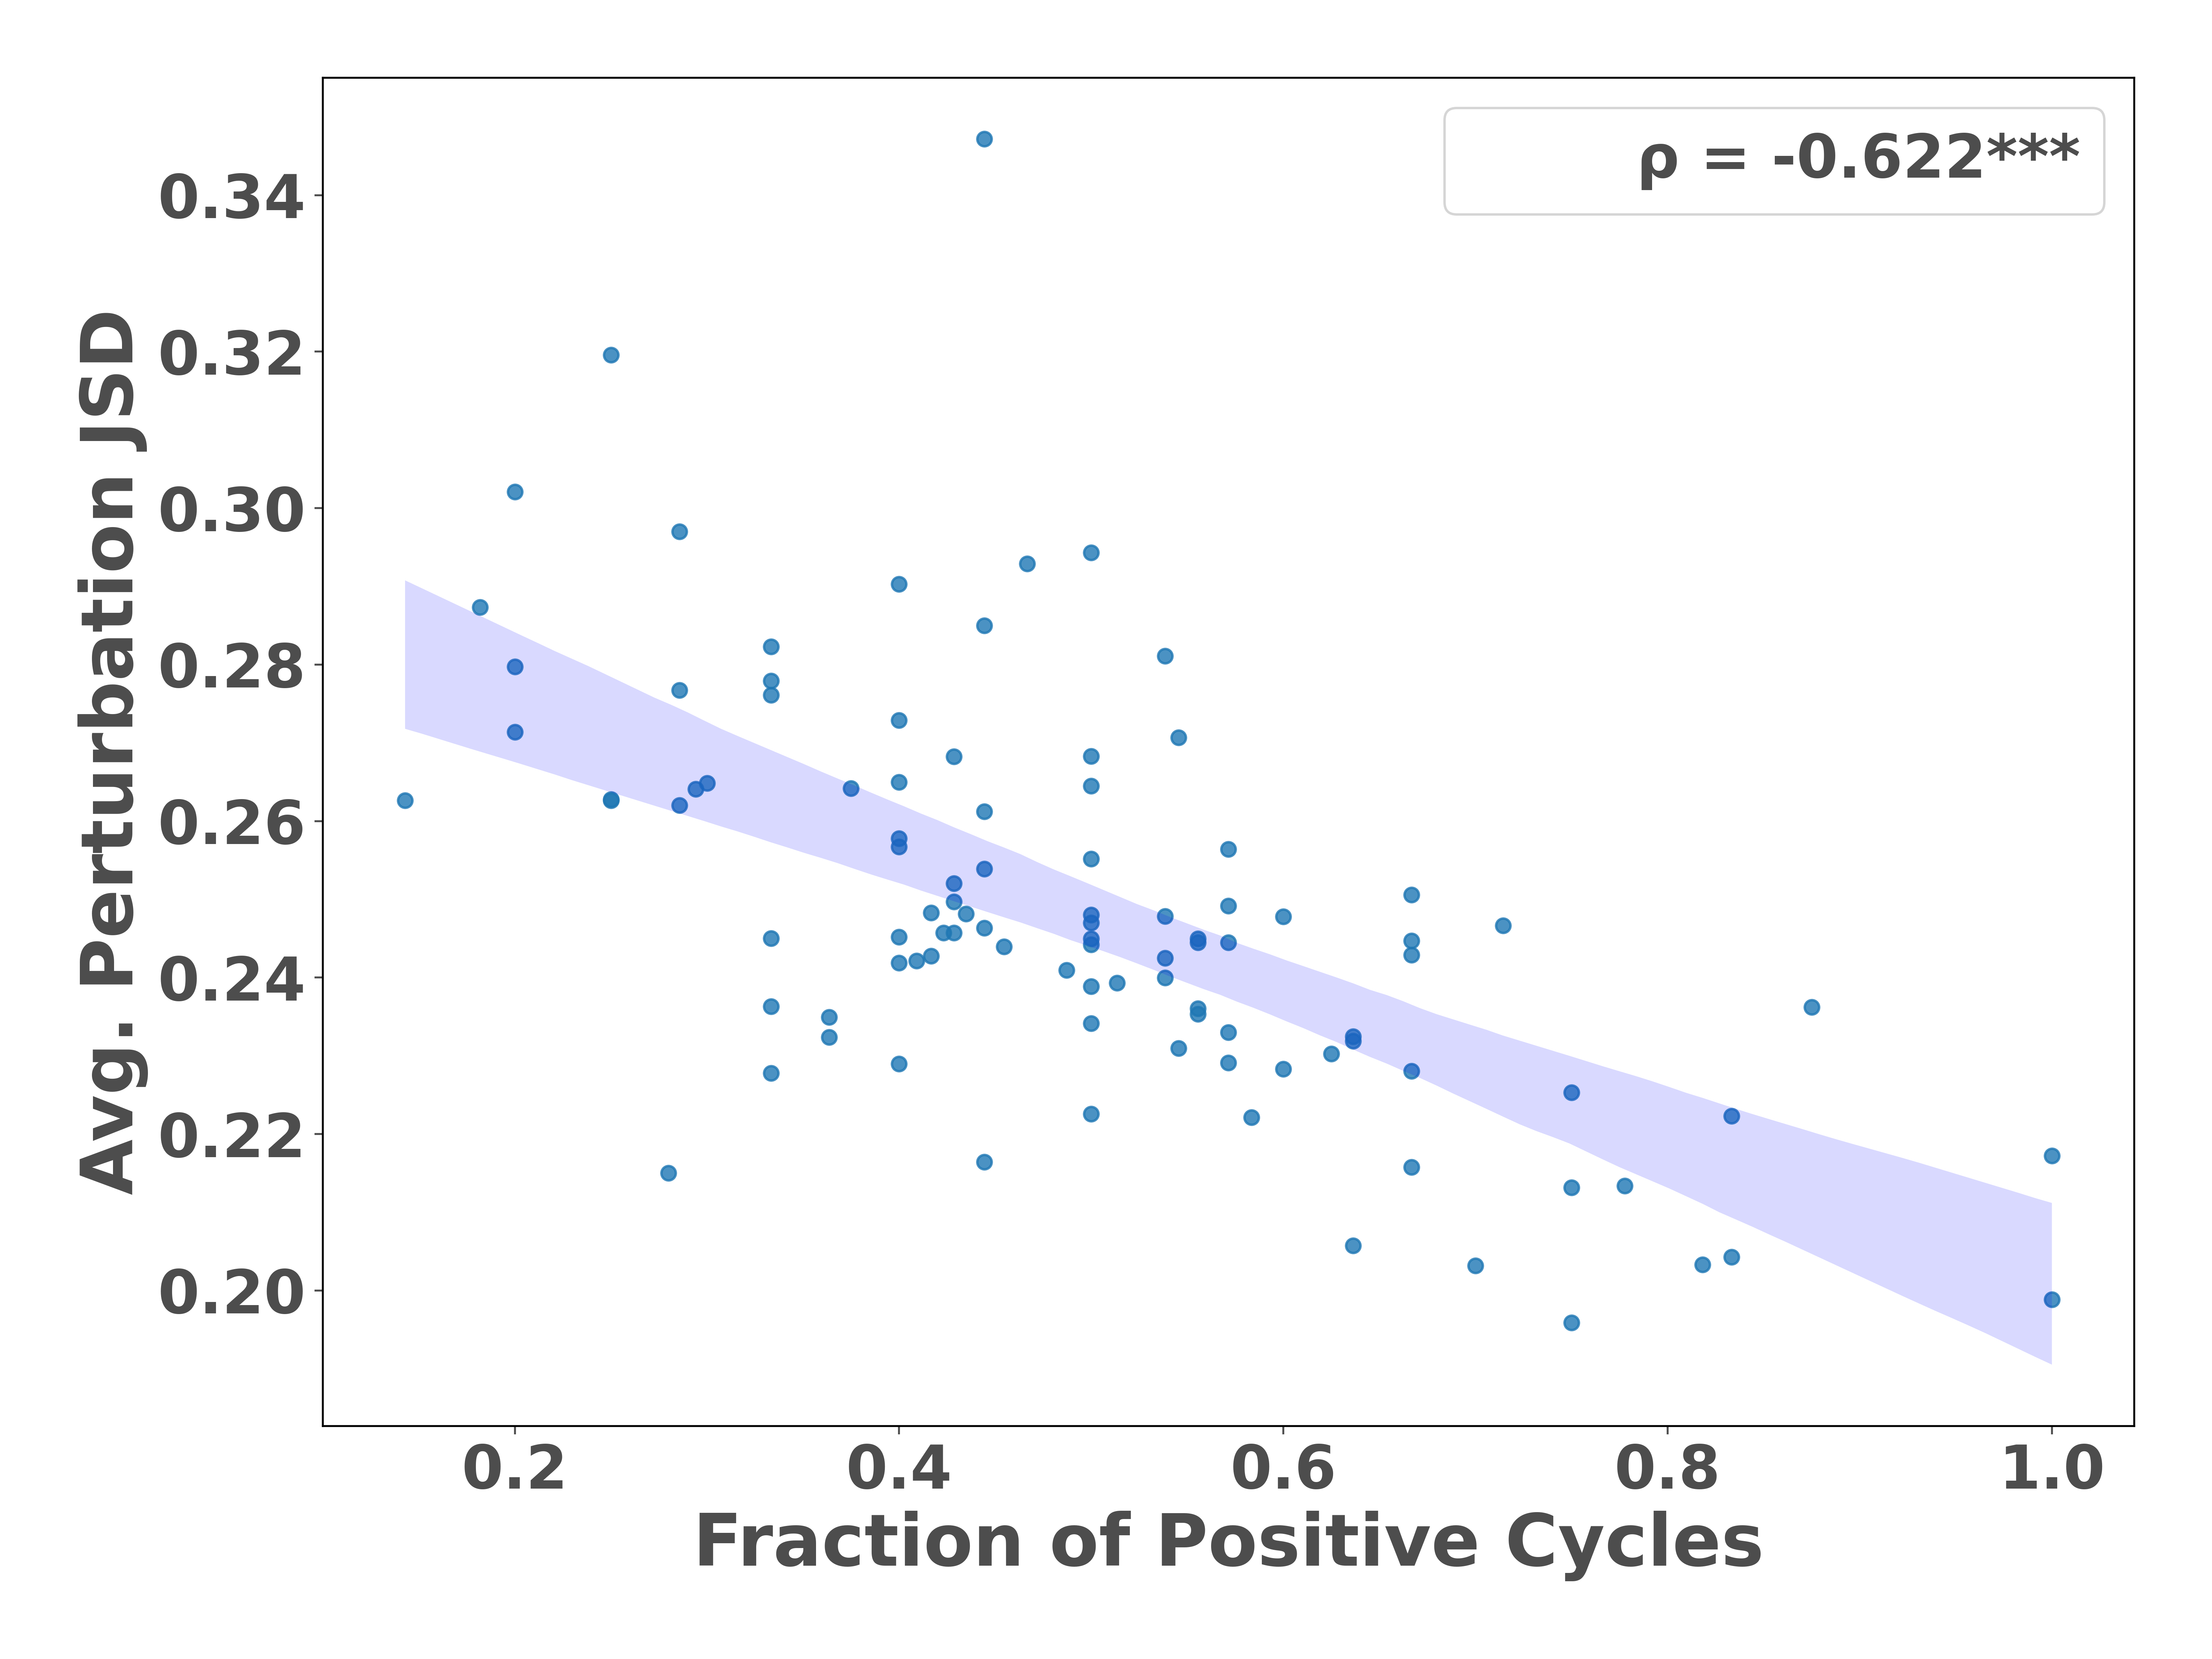 ρ = -0.622***
Avg. Perturbation JSD
0.34
0.32
0.30
0.28
0.26
0.24
0.22
0.20
0.2 0.4 0.6 0.8 1.0
Fraction of Positive Cycles